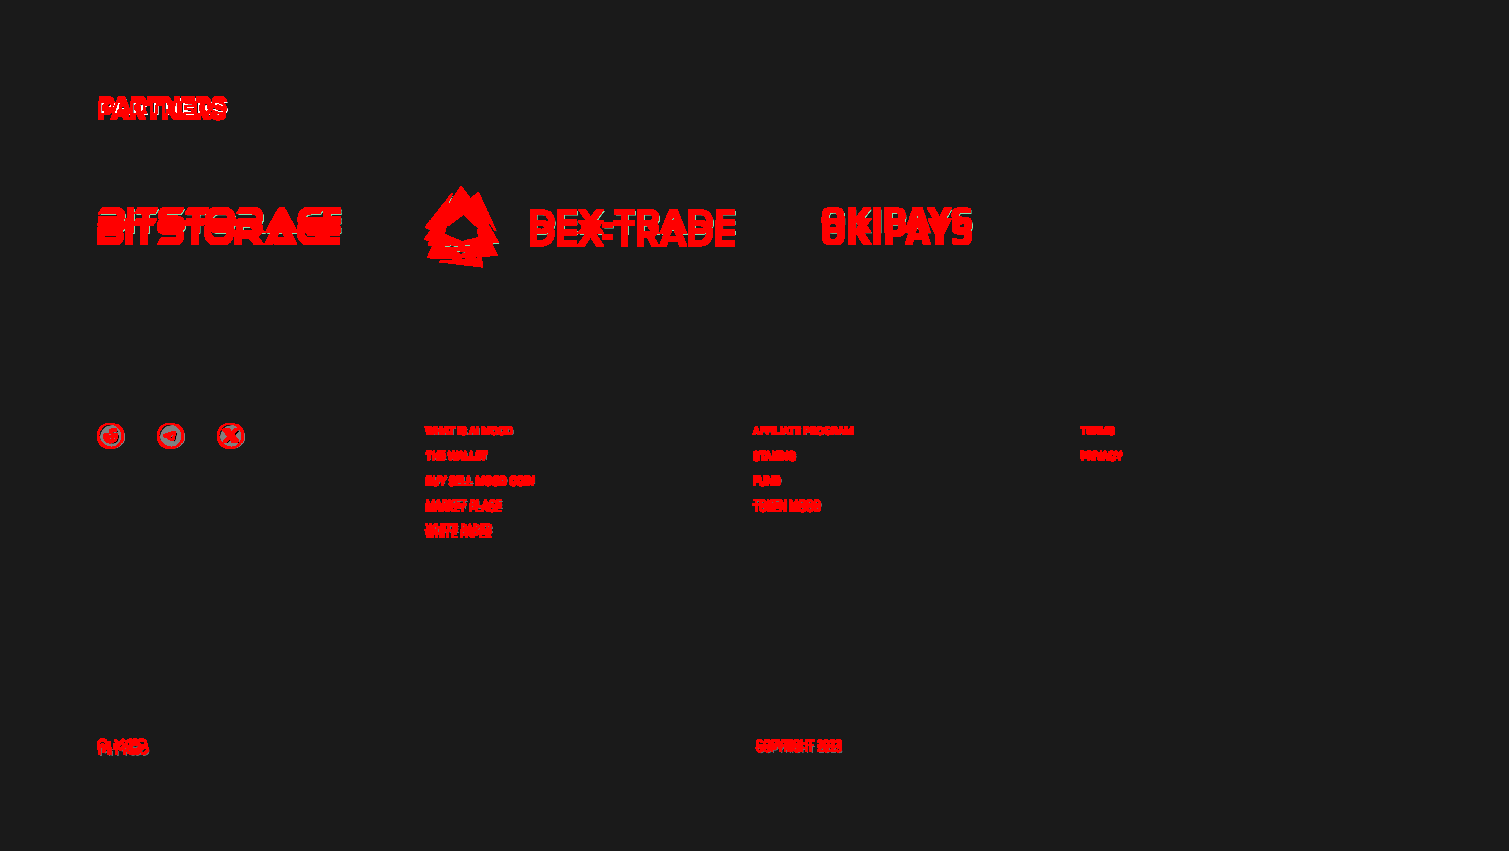 PARTNERS
BITSTORAGE
DEX-TRADE
OKIPAYS
WHAT IS AI MOOD
THE WALLET
BUY SELL MOOD COIN
MARKET PLACE
WHITE PAPER
AFFILIATE PROGRAM
STAKING
FUND
TOKEN MOOD
TERMS
PRIVACY
COPYRIGHT